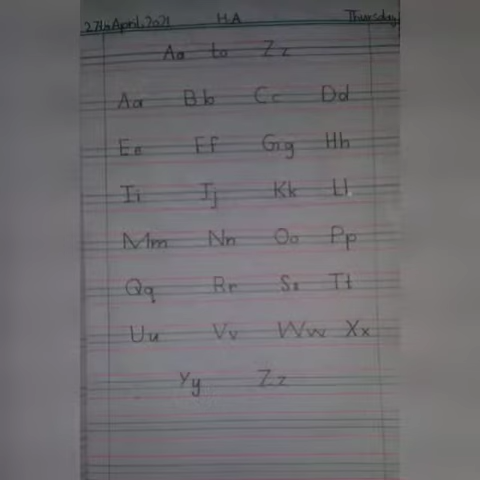 27th April, 2021 H.A Thursday
Aa to Zz
Aa Bb Cc Dd
Ee Ff Gg Hh
Ii Jj Kk Ll
Mm Nn Oo Pp
Qq Rr Ss Tt
Uu Vv Ww Xx
Yy Zz